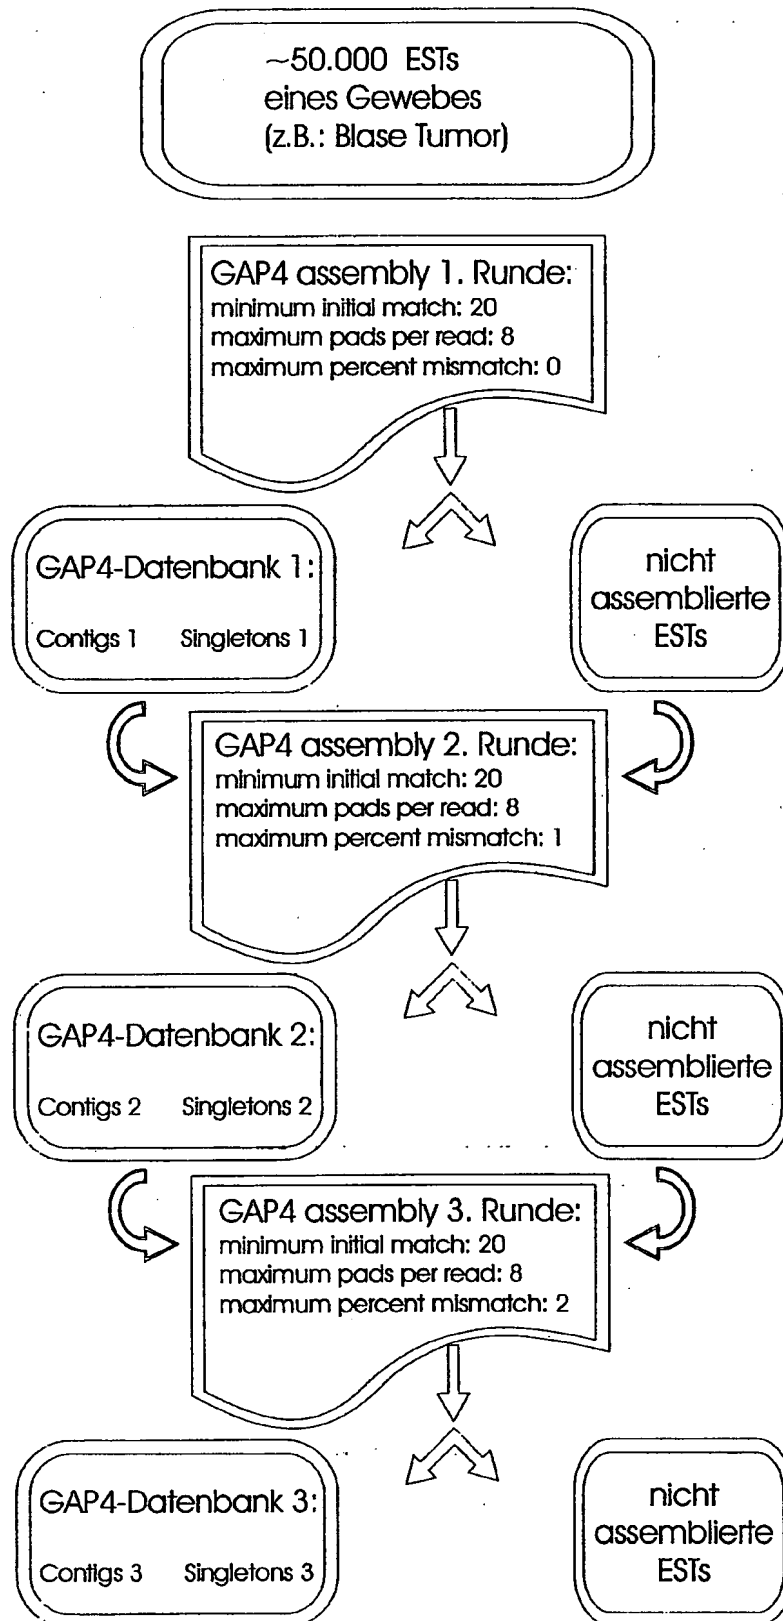 ~50.000 ESTs
eines Gewebes
(z.B.: Blase Tumor)
GAP4 assembly 1. Runde:
minimum initial match: 20
maximum pads per read: 8
maximum percent mismatch: 0
GAP4-Datenbank 1:
Contigs 1 Singletons 1
nicht
assemblierte
ESTs
GAP4 assembly 2. Runde:
minimum initial match: 20
maximum pads per read: 8
maximum percent mismatch: 1
GAP4-Datenbank 2:
Contigs 2 Singletons 2
nicht
assemblierte
ESTs
GAP4 assembly 3. Runde:
minimum initial match: 20
maximum pads per read: 8
maximum percent mismatch: 2
GAP4-Datenbank 3:
Contigs 3 Singletons 3
nicht
assemblierte
ESTs